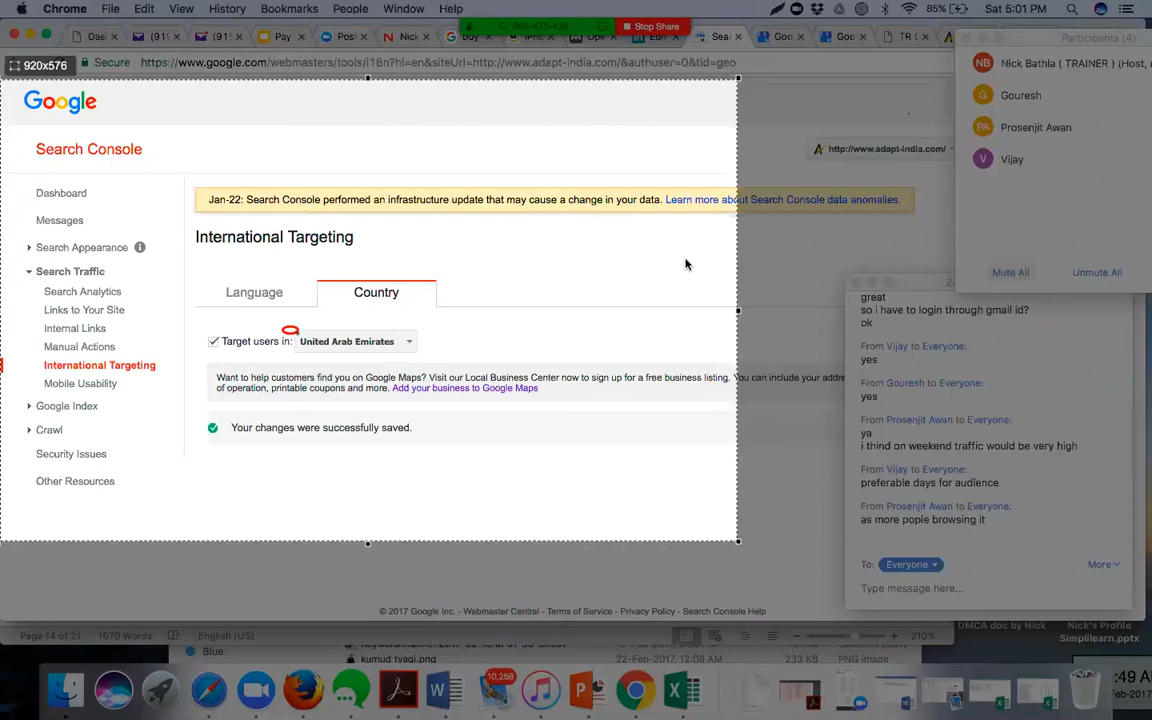 Chrome File Edit View History Bookmarks People Window Help
85% Sat 5:01 PM
Stop Share
920x576
Secure https://www.google.com/webmasters/tools/i18n?hl=en&siteUrl=http://www.adapt-india.com/&authuser=0&tid=geo
Google
Search Console
http://www.adapt-india.com/
Dashboard
Messages
Search Appearance
Search Traffic
Search Analytics
Links to Your Site
Internal Links
Manual Actions
International Targeting
Mobile Usability
Google Index
Crawl
Security Issues
Other Resources
Jan-22: Search Console performed an infrastructure update that may cause a change in your data. Learn more about Search Console data anomalies.
International Targeting
Language Country
Target users in: United Arab Emirates
Want to help customers find you on Google Maps? Visit our Local Business Center now to sign up for a free business listing. You can include your
of operation, printable coupons and more. Add your business to Google Maps
Your changes were successfully saved.
© 2017 Google Inc. - Webmaster Central - Terms of Service - Privacy Policy - Search Console Help
Participants (4)
NB Nick Bathla ( TRAINER ) (Host,
G Gouresh
PA Prosenjit Awan
V Vijay
Mute All Unmute All
great
so i have to login through gmail id?
ok
From Vijay to Everyone:
yes
From Gouresh to Everyone:
yes
From Prosenjit Awan to Everyone:
ya
i thind on weekend traffic would be very high
From Vijay to Everyone:
preferable days for audience
From Prosenjit Awan to Everyone:
as more pople browsing it
To: Everyone More
Type message here...
Page 14 of 21 1670 Words English (US) 210%
DMCA doc by Nick
Nick's Profile
Simplilearn.pptx
Blue
kumud tyagi.png 22-Feb-2017, 12:08 AM 233 KB PNG image
10,258
:49 AM